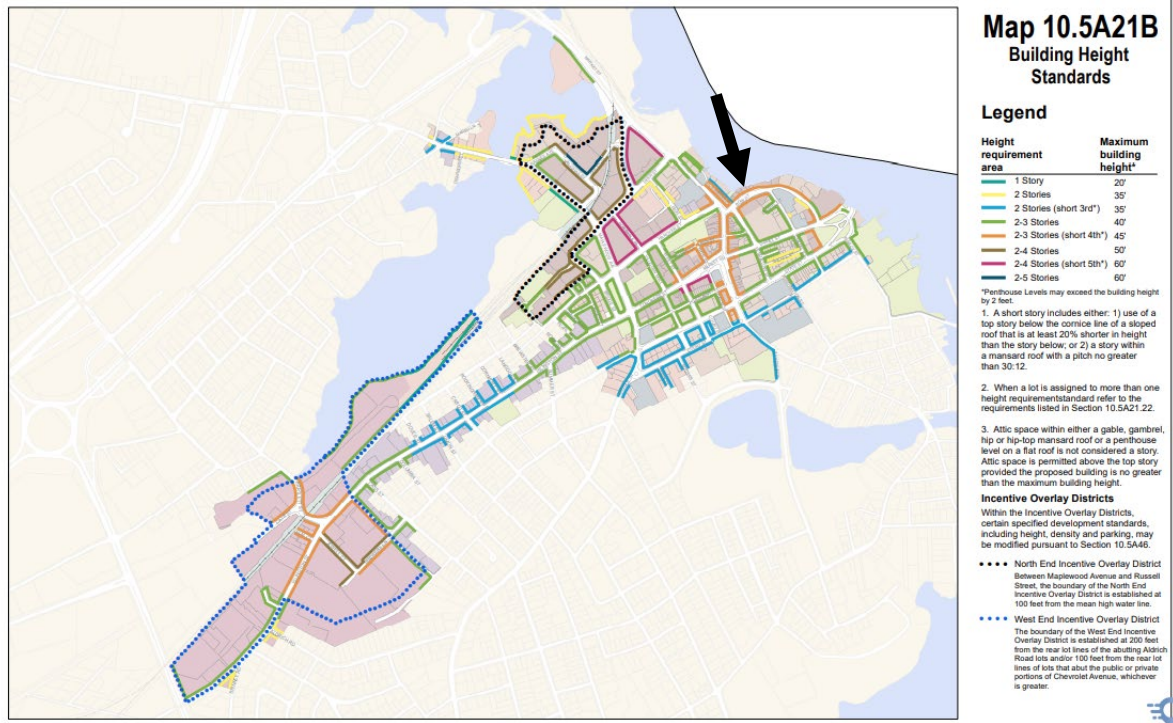 Map 10.5A21B
Building Height
Standards
Legend
Height requirement area Maximum building height*
1 Story 20'
2 Stories 35'
2 Stories (short 3rd*) 35'
2-3 Stories 40'
2-3 Stories (short 4th*) 45'
2-4 Stories 50'
2-4 Stories (short 5th*) 60'
2-5 Stories 60'
*Penthouse Levels may exceed the building height
by 2 feet.
1. A short story includes either: 1) use of a
top story below the cornice line of a sloped
roof that is at least 20% shorter in height
than the story below; or 2) a story within
a mansard roof with a pitch no greater
than 30:12.
2. When a lot is assigned to more than one
height requirementstandard refer to the
requirements listed in Section 10.5A21.22.
3. Attic space within either a gable, gambrel,
hip or hip-top mansard roof or a penthouse
level on a flat roof is not considered a story.
Attic space is permitted above the top story
provided the proposed building is no greater
than the maximum building height.
Incentive Overlay Districts
Within the Incentive Overlay Districts,
certain specified development standards,
including height, density and parking, may
be modified pursuant to Section 10.5A46.
North End Incentive Overlay District
Between Maplewood Avenue and Russell
Street, the boundary of the North End
Incentive Overlay District is established at
100 feet from the mean high water line.
West End Incentive Overlay District
The boundary of the West End Incentive
Overlay District is established at 200 feet
from the rear lot lines of the abutting Aldrich
Road lots and/or 100 feet from the rear lot
lines of lots that abut the public or private
portions of Chevrolet Avenue, whichever
is greater.